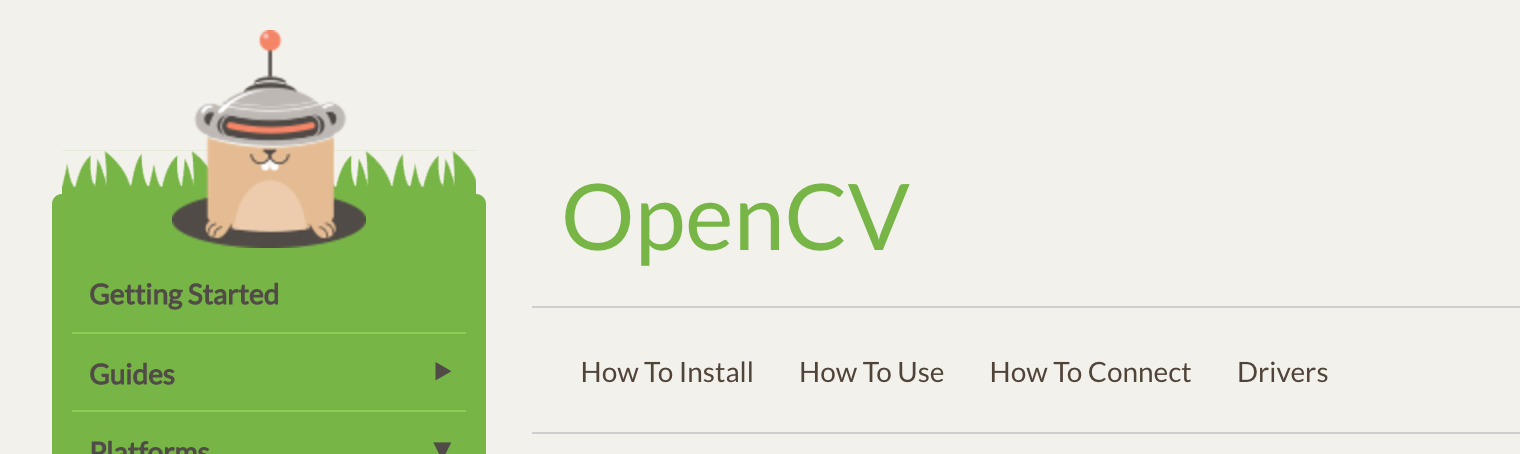 OpenCV
Getting Started
How To Install How To Use How To Connect Drivers
Guides
Platforms